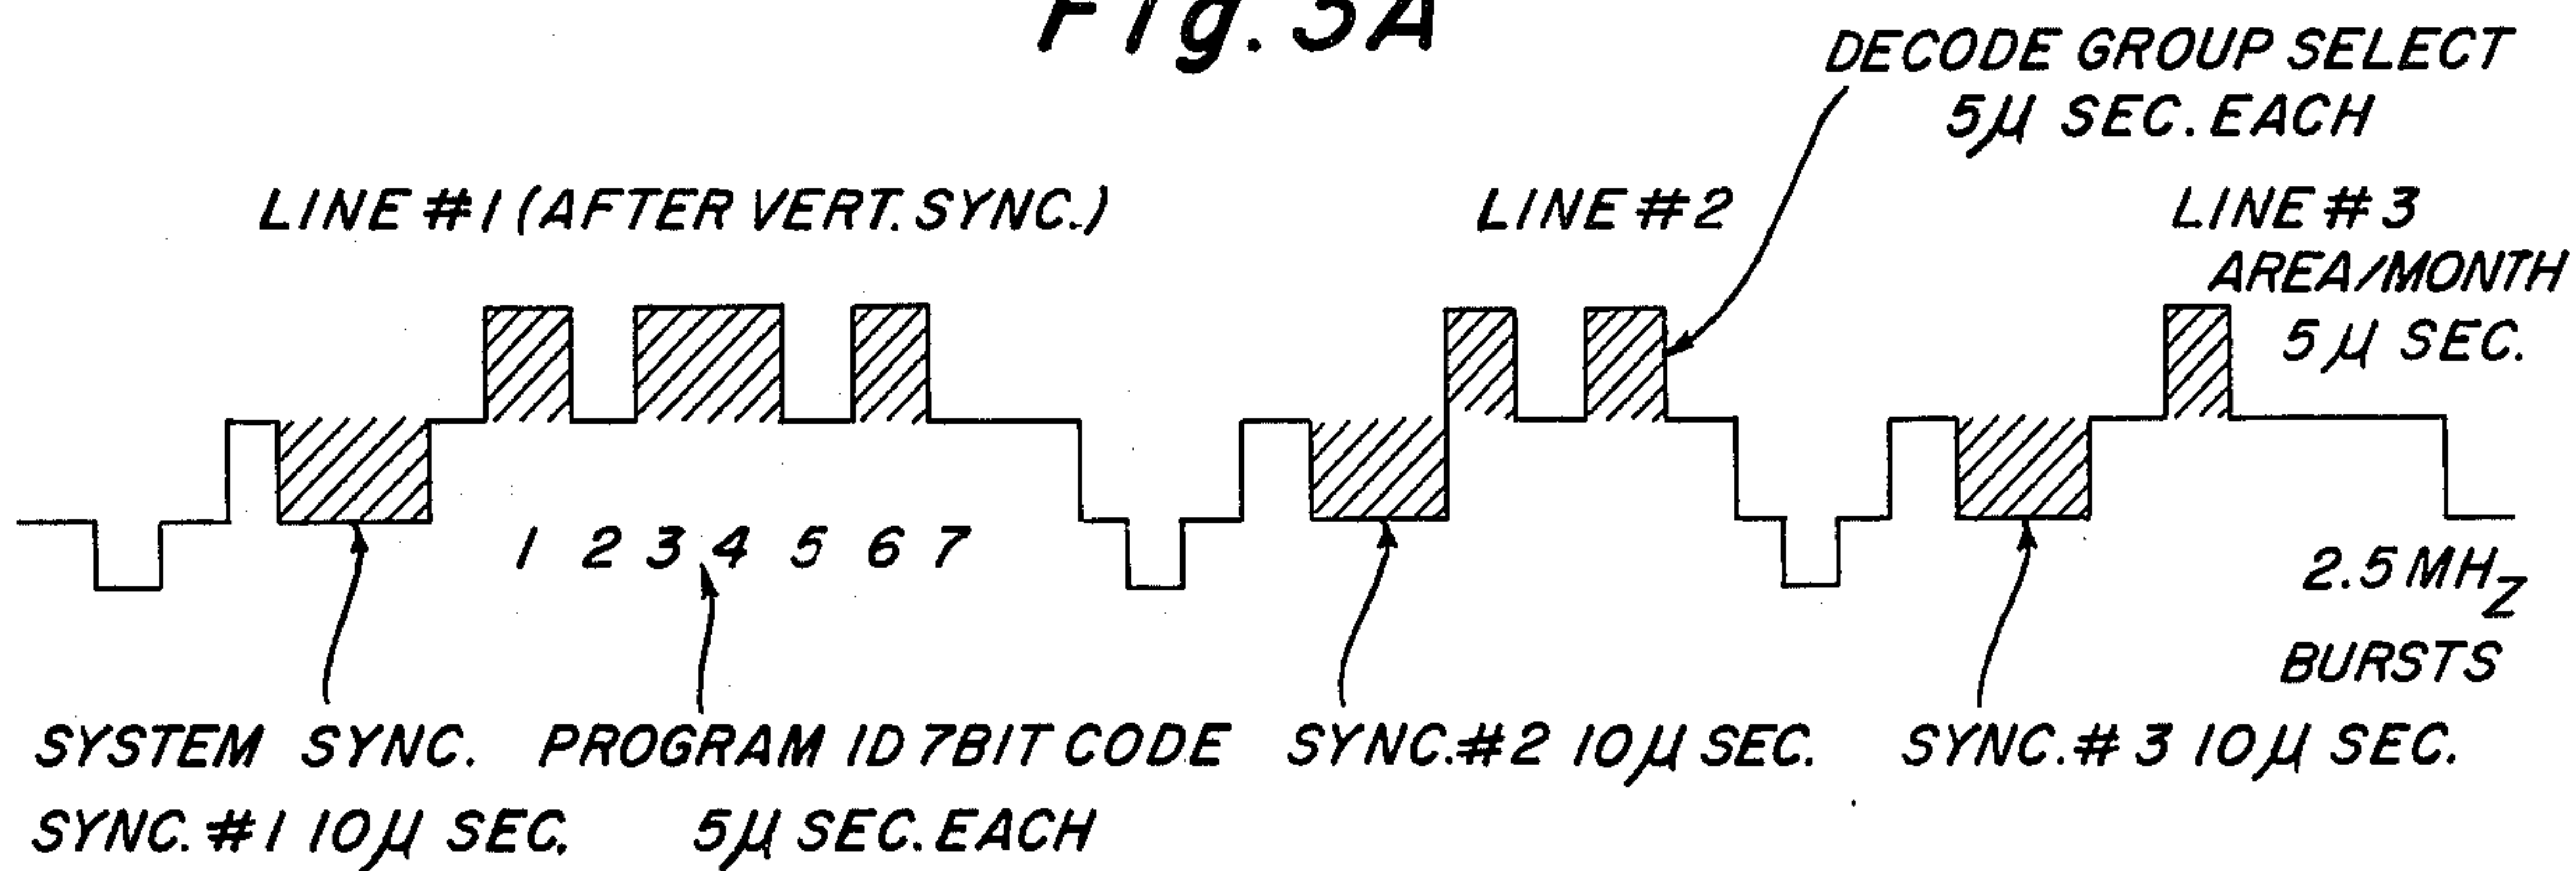 Fig. 3A
DECODE GROUP SELECT
5µ SEC. EACH
LINE #1 (AFTER VERT. SYNC.)
LINE #2
LINE #3
AREA/MONTH
5µ SEC.
1 2 3 4 5 6 7
2.5 MHZ
BURSTS
SYSTEM SYNC.
SYNC. #1 10µ SEC.
PROGRAM ID 7BIT CODE
5µ SEC. EACH
SYNC.#2 10µ SEC.
SYNC.#3 10µ SEC.